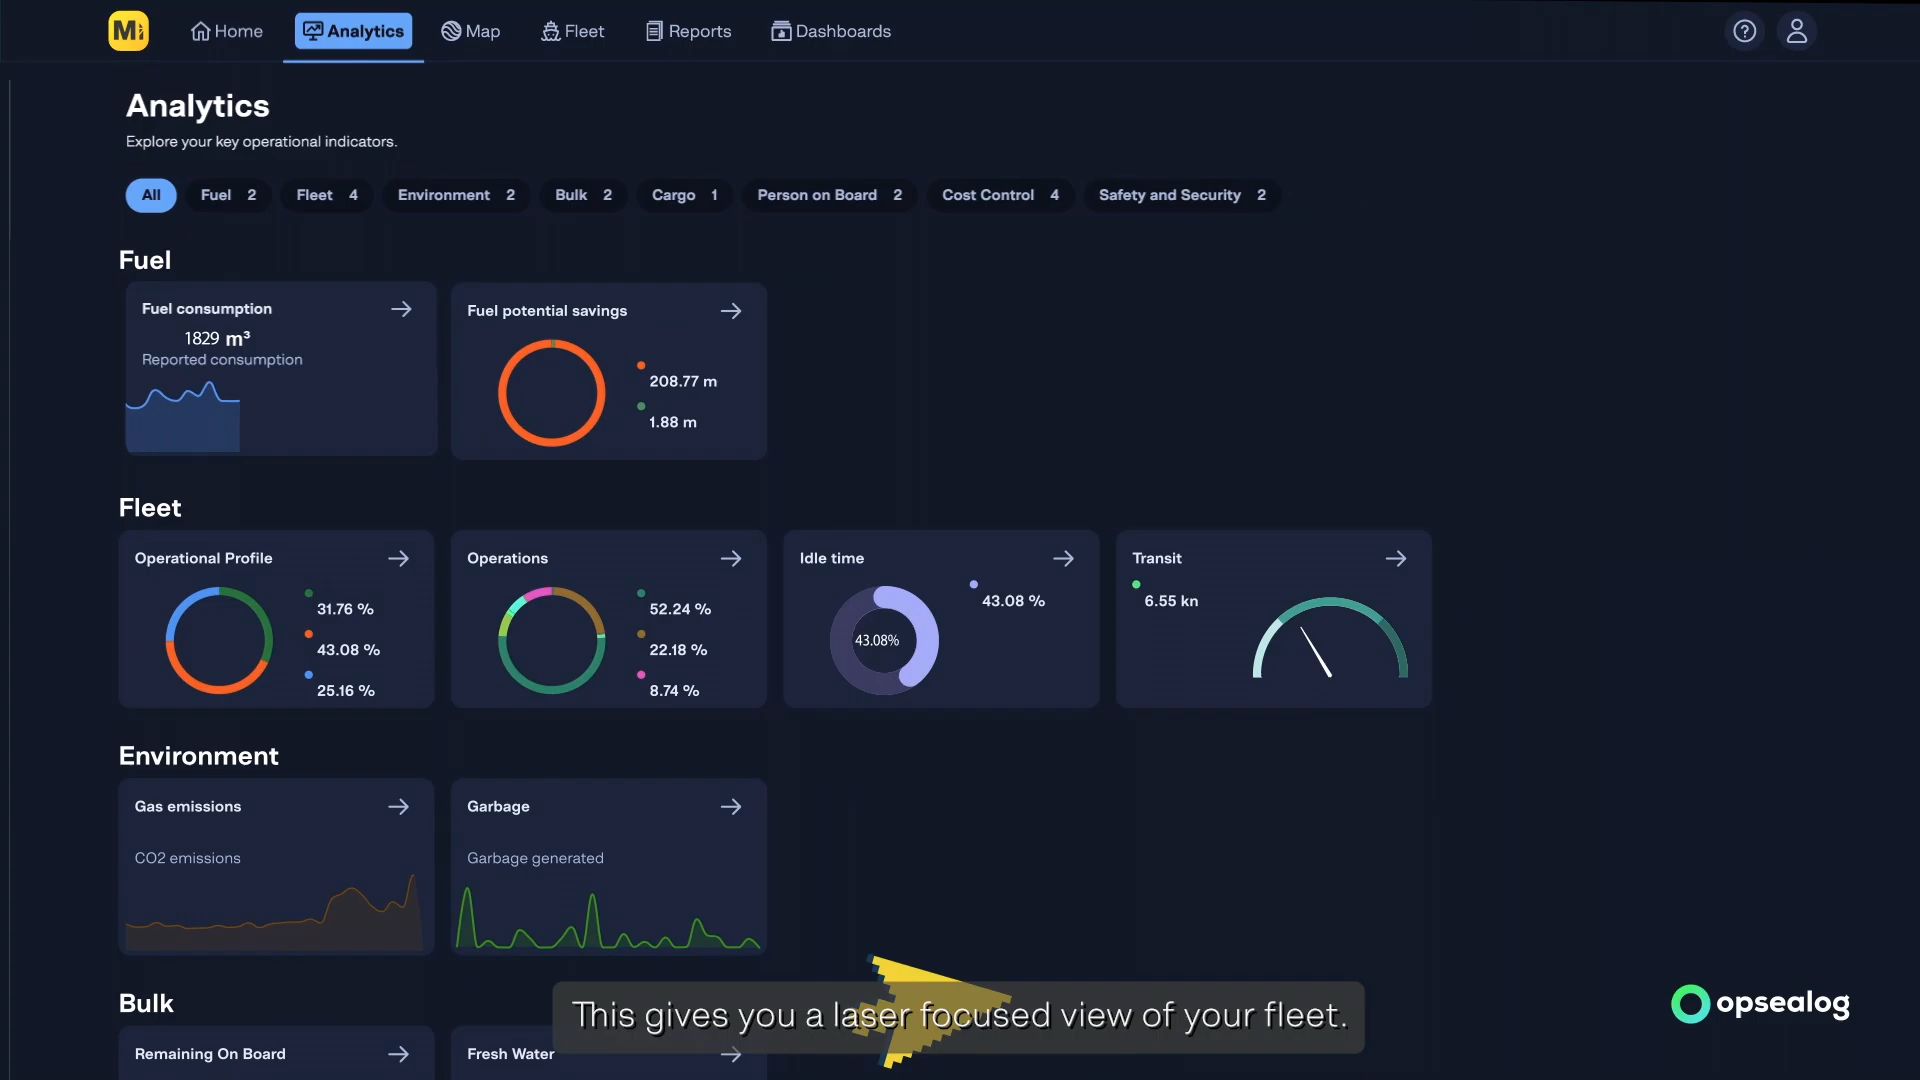 Mi Home Analytics Map Fleet Reports Dashboards ?
Analytics
Explore your key operational indicators.
All Fuel 2 Fleet 4 Environment 2 Bulk 2 Cargo 1 Person on Board 2 Cost Control 4 Safety and Security 2
Fuel
Fuel consumption
1829 m³
Reported consumption
Fuel potential savings
208.77 m
1.88 m
Fleet
Operational Profile
31.76 %
43.08 %
25.16 %
Operations
52.24 %
22.18 %
8.74 %
Idle time
43.08%
43.08 %
Transit
6.55 kn
Environment
Gas emissions
CO2 emissions
Garbage
Garbage generated
Bulk
Remaining On Board
Fresh Water
This gives you a laser focused view of your fleet.
opsealog